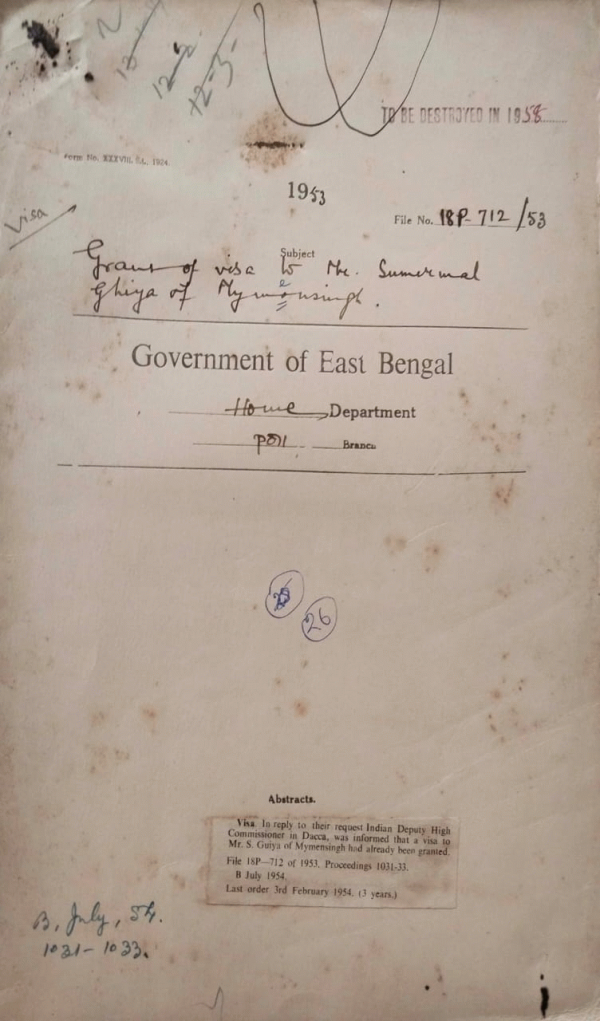 12-3-
TO BE DESTROYED IN 1958
Form No. XXXVIII, Ed., 1924.
1953
Visa
File No. 18P-712/53
Subject
Grant of visa to Mr. Sumermal
Ghiya of Mymensingh.
Government of East Bengal
Home Department
Poll Branch
26
Abstracts.
Visa In reply to their request Indian Deputy High
Commissioner in Dacca, was informed that a visa to
Mr. S. Guiya of Mymensingh had already been granted.
File 18P—712 of 1953. Proceedings 1031-33.
B July 1954.
Last order 3rd February 1954. (3 years.)
B, July, 54.
1031-1033.